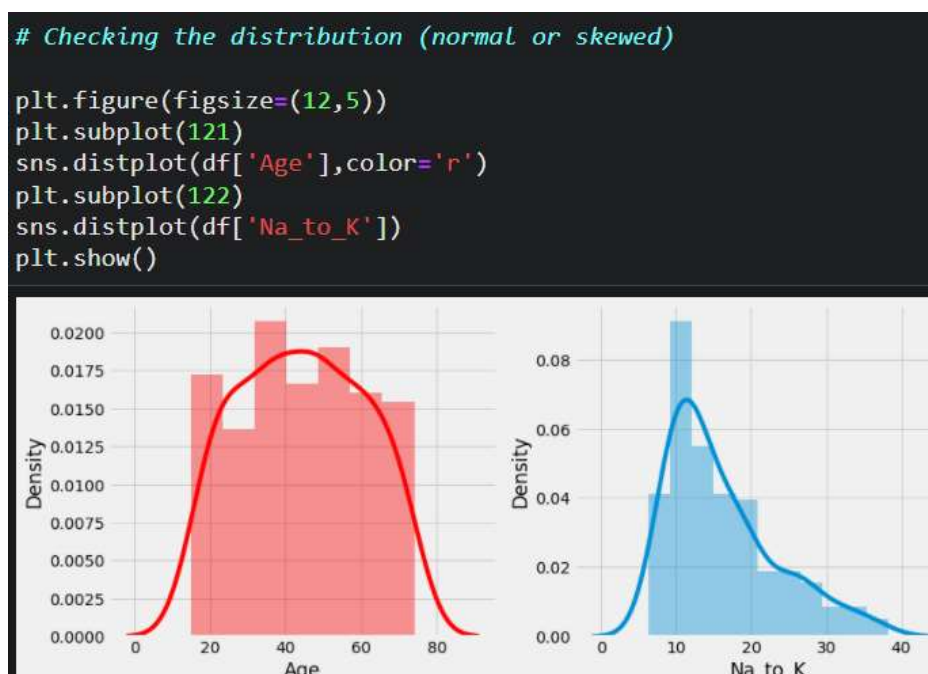 # Checking the distribution (normal or skewed)
plt.figure(figsize=(12,5))
plt.subplot(121)
sns.distplot(df['Age'],color='r')
plt.subplot(122)
sns.distplot(df['Na_to_K'])
plt.show()
0.0200
0.0175
0.0150
0.0125
0.0100
0.0075
0.0050
0.0025
0.0000
Density
0 20 40 60 80
Age
0.08
0.06
0.04
0.02
0.00
Density
0 10 20 30 40
Na_to_K